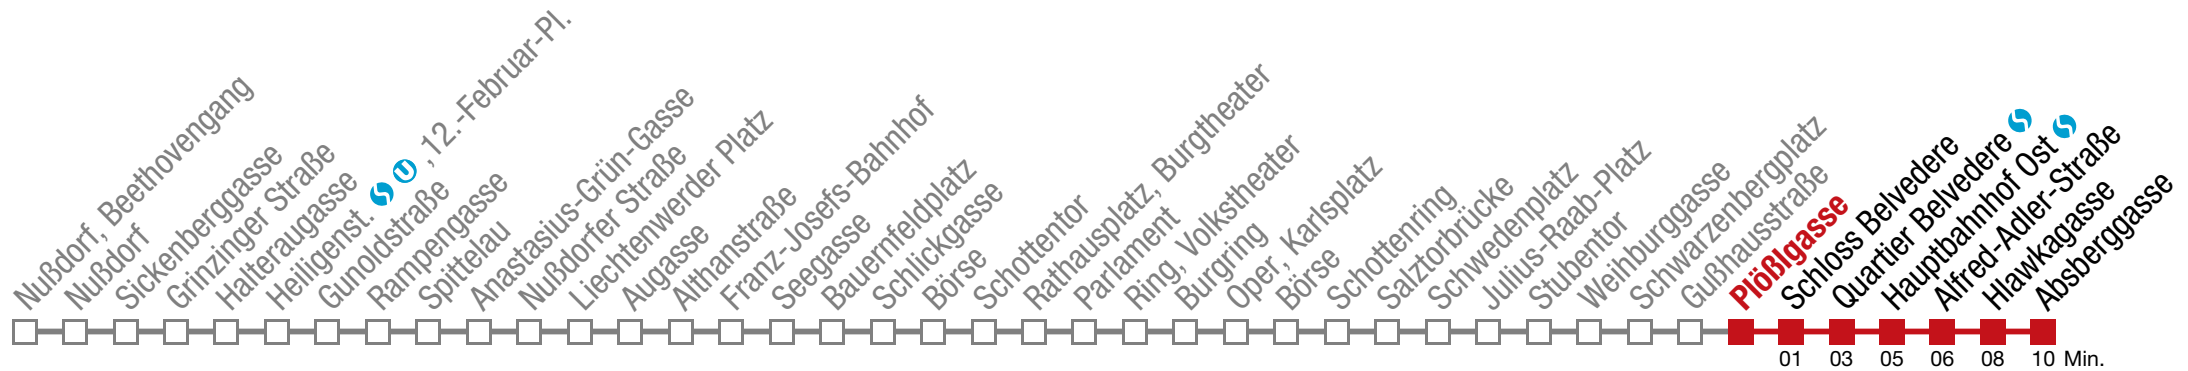 Nußdorf, Beethovengang
Nußdorf
Sickenberggasse
Grinzinger Straße
Halteraugasse
Heiligenst. S U , 12.-Februar-Pl.
Gunoldstraße
Rampengasse
Spittelau
Anastasius-Grün-Gasse
Nußdorfer Straße
Liechtenwerder Platz
Augasse
Althanstraße
Franz-Josefs-Bahnhof
Seegasse
Bauernfeldplatz
Schlickgasse
Börse
Schottentor
Rathausplatz, Burgtheater
Parlament
Ring, Volkstheater
Burgring
Oper, Karlsplatz
Börse
Schottenring
Salztorbrücke
Schwedenplatz
Julius-Raab-Platz
Stubentor
Weihburggasse
Schwarzenbergplatz
Gußhausstraße
Plößlgasse
Schloss Belvedere
Quartier Belvedere S
Hauptbahnhof Ost S
Alfred-Adler-Straße
Hlawkagasse
Absberggasse
01 03 05 06 08 10 Min.